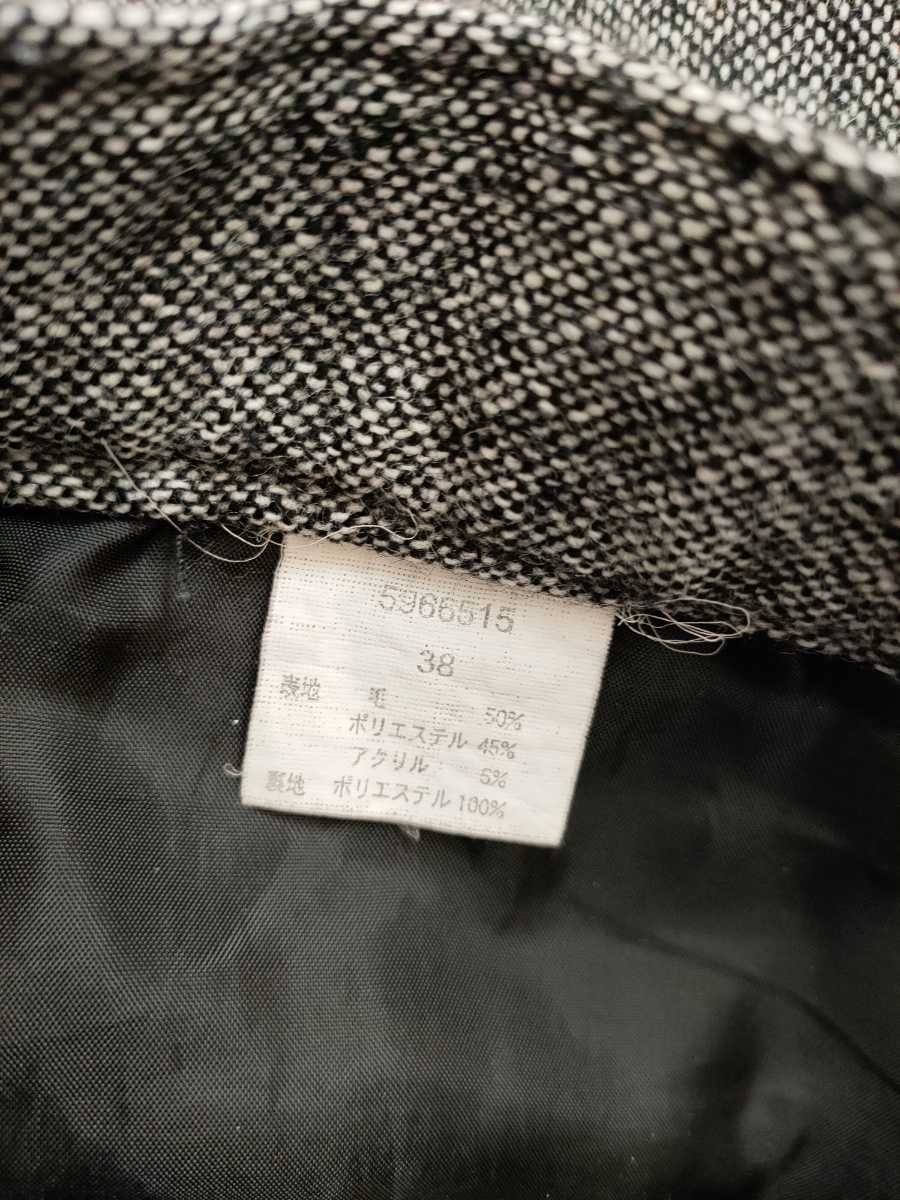 5966515
38
表地 毛 50%
ポリエステル 45%
アクリル 5%
裏地 ポリエステル 100%